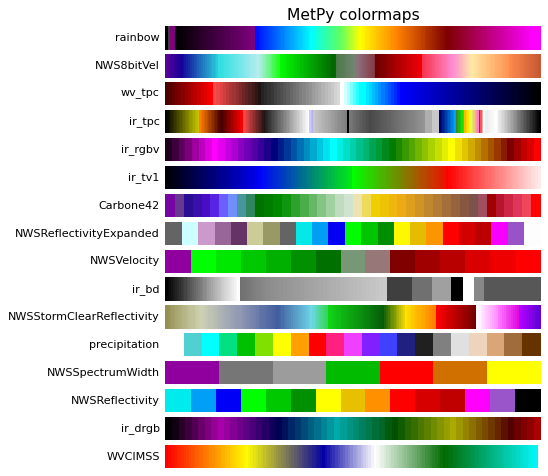 MetPy colormaps
rainbow
NWS8bitVel
wv_tpc
ir_tpc
ir_rgbv
ir_tv1
Carbone42
NWSReflectivityExpanded
NWSVelocity
ir_bd
NWSStormClearReflectivity
precipitation
NWSSpectrumWidth
NWSReflectivity
ir_drgb
WVCIMSS